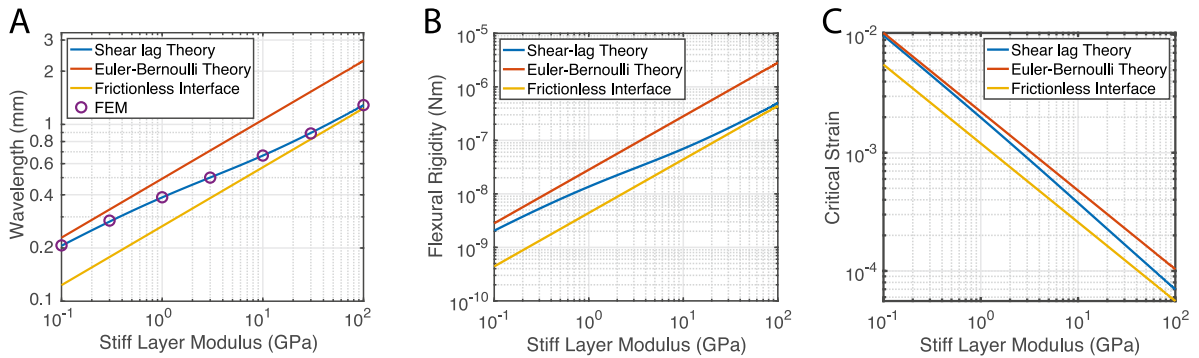 A
Wavelength (mm)
3
2
1
0.8
0.6
0.4
0.2
0.1
Shear lag Theory
Euler-Bernoulli Theory
Frictionless Interface
FEM
10^-1
10^0
10^1
10^2
Stiff Layer Modulus (GPa)
B
Flexural Rigidity (Nm)
10^-5
10^-6
10^-7
10^-8
10^-9
10^-10
Shear-lag Theory
Euler-Bernoulli Theory
Frictionless Interface
10^-1
10^0
10^1
10^2
Stiff Layer Modulus (GPa)
C
Critical Strain
10^-2
10^-3
10^-4
Shear lag Theory
Euler-Bernoulli Theory
Frictionless Interface
10^-1
10^0
10^1
10^2
Stiff Layer Modulus (GPa)